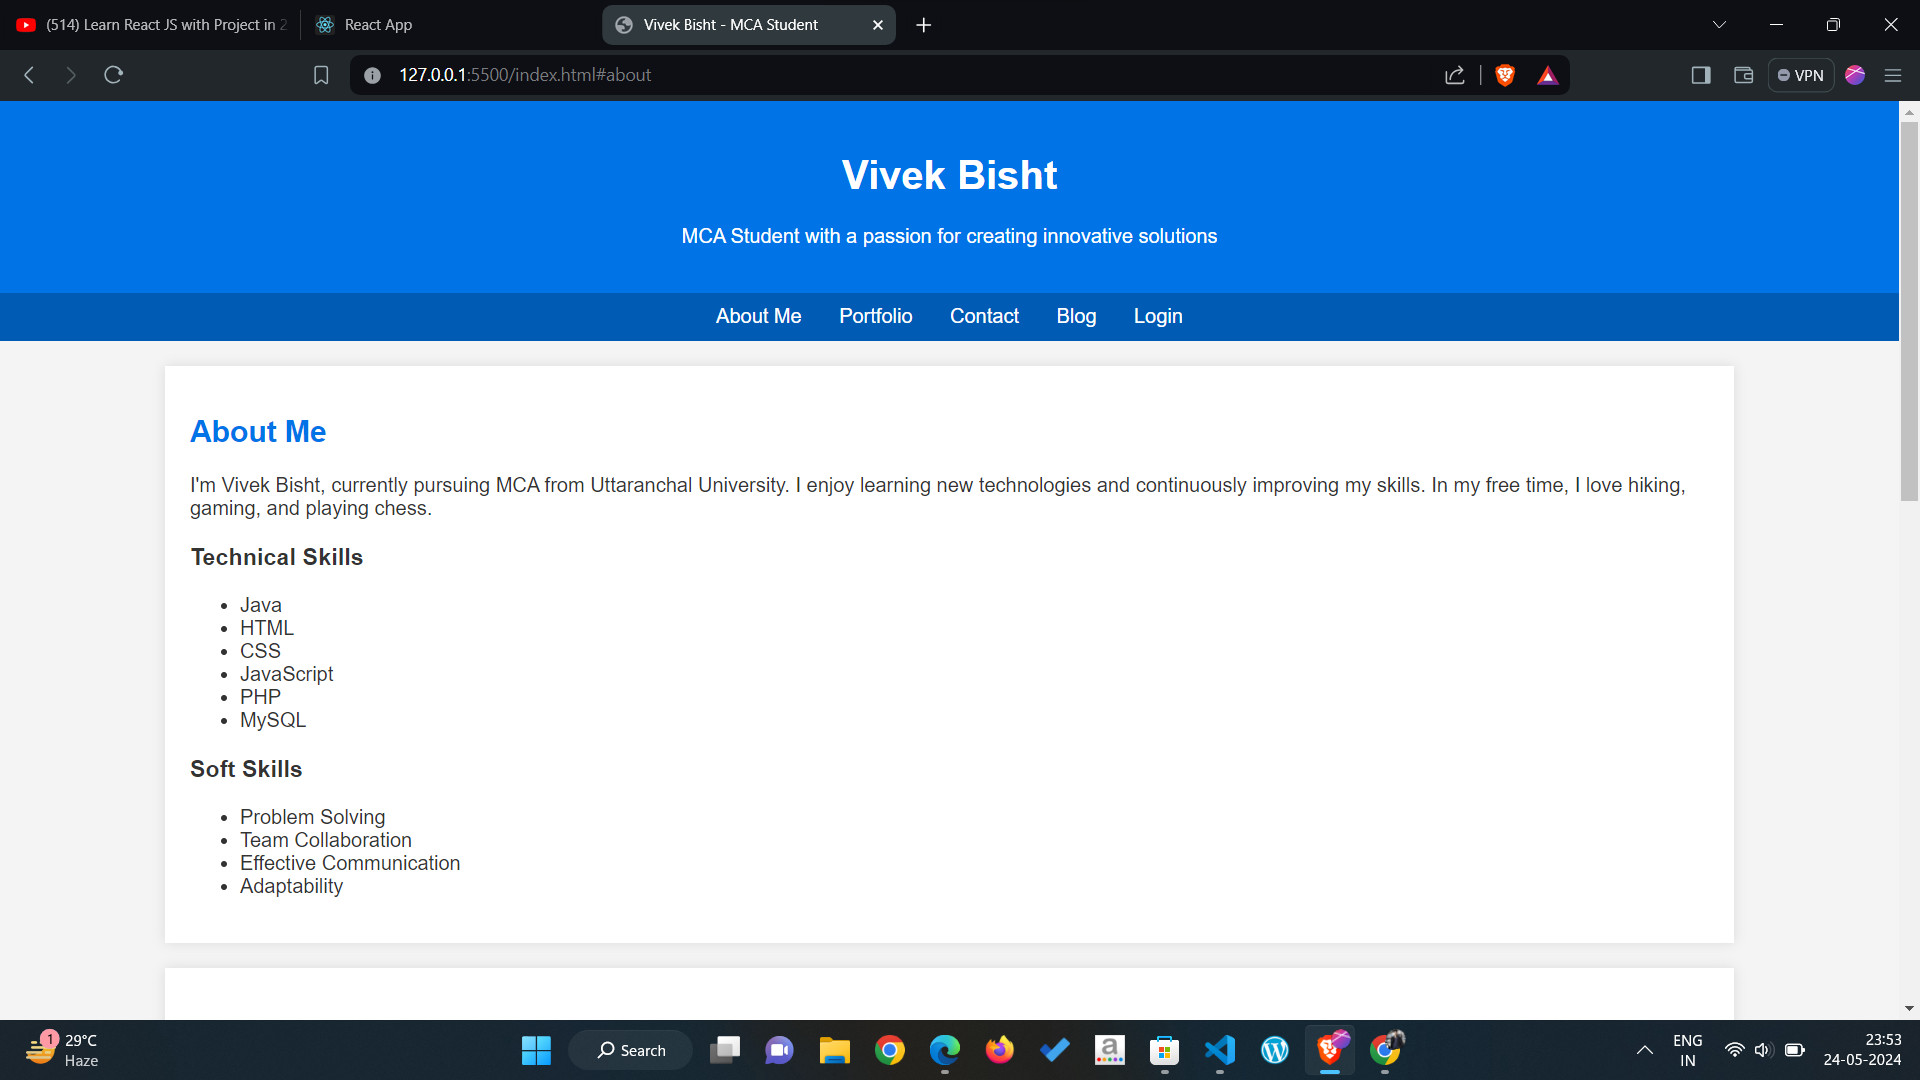 (514) Learn React JS with Project in 2
React App
Vivek Bisht - MCA Student
127.0.0.1:5500/index.html#about
VPN
Vivek Bisht
MCA Student with a passion for creating innovative solutions
About Me
Portfolio
Contact
Blog
Login
About Me
I'm Vivek Bisht, currently pursuing MCA from Uttaranchal University. I enjoy learning new technologies and continuously improving my skills. In my free time, I love hiking,
gaming, and playing chess.
Technical Skills
Java
HTML
CSS
JavaScript
PHP
MySQL
Soft Skills
Problem Solving
Team Collaboration
Effective Communication
Adaptability
1
29°C
Haze
Search
a
ENG
IN
23:53
24-05-2024